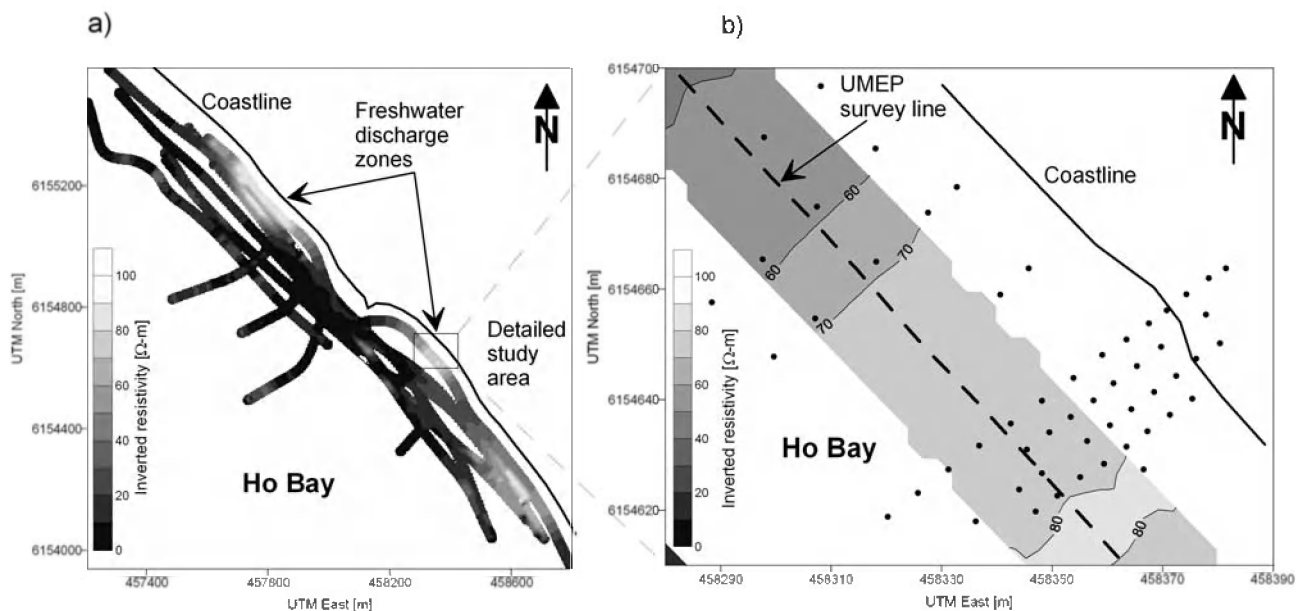 a)
Coastline
Freshwater
discharge
zones
N
Detailed
study
area
Ho Bay
6155200
6154800
6154400
6154000
UTM North [m]
100
80
60
40
20
0
Inverted resistivity [Ω-m]
457400
457800
458200
458600
UTM East [m]
b)
UMEP
survey line
N
Coastline
60
70
60
70
80
80
Ho Bay
6154700
6154680
6154660
6154640
6154620
UTM North [m]
100
80
60
40
20
0
Inverted resistivity [Ω-m]
458290
458310
458330
458350
458370
458390
UTM East [m]